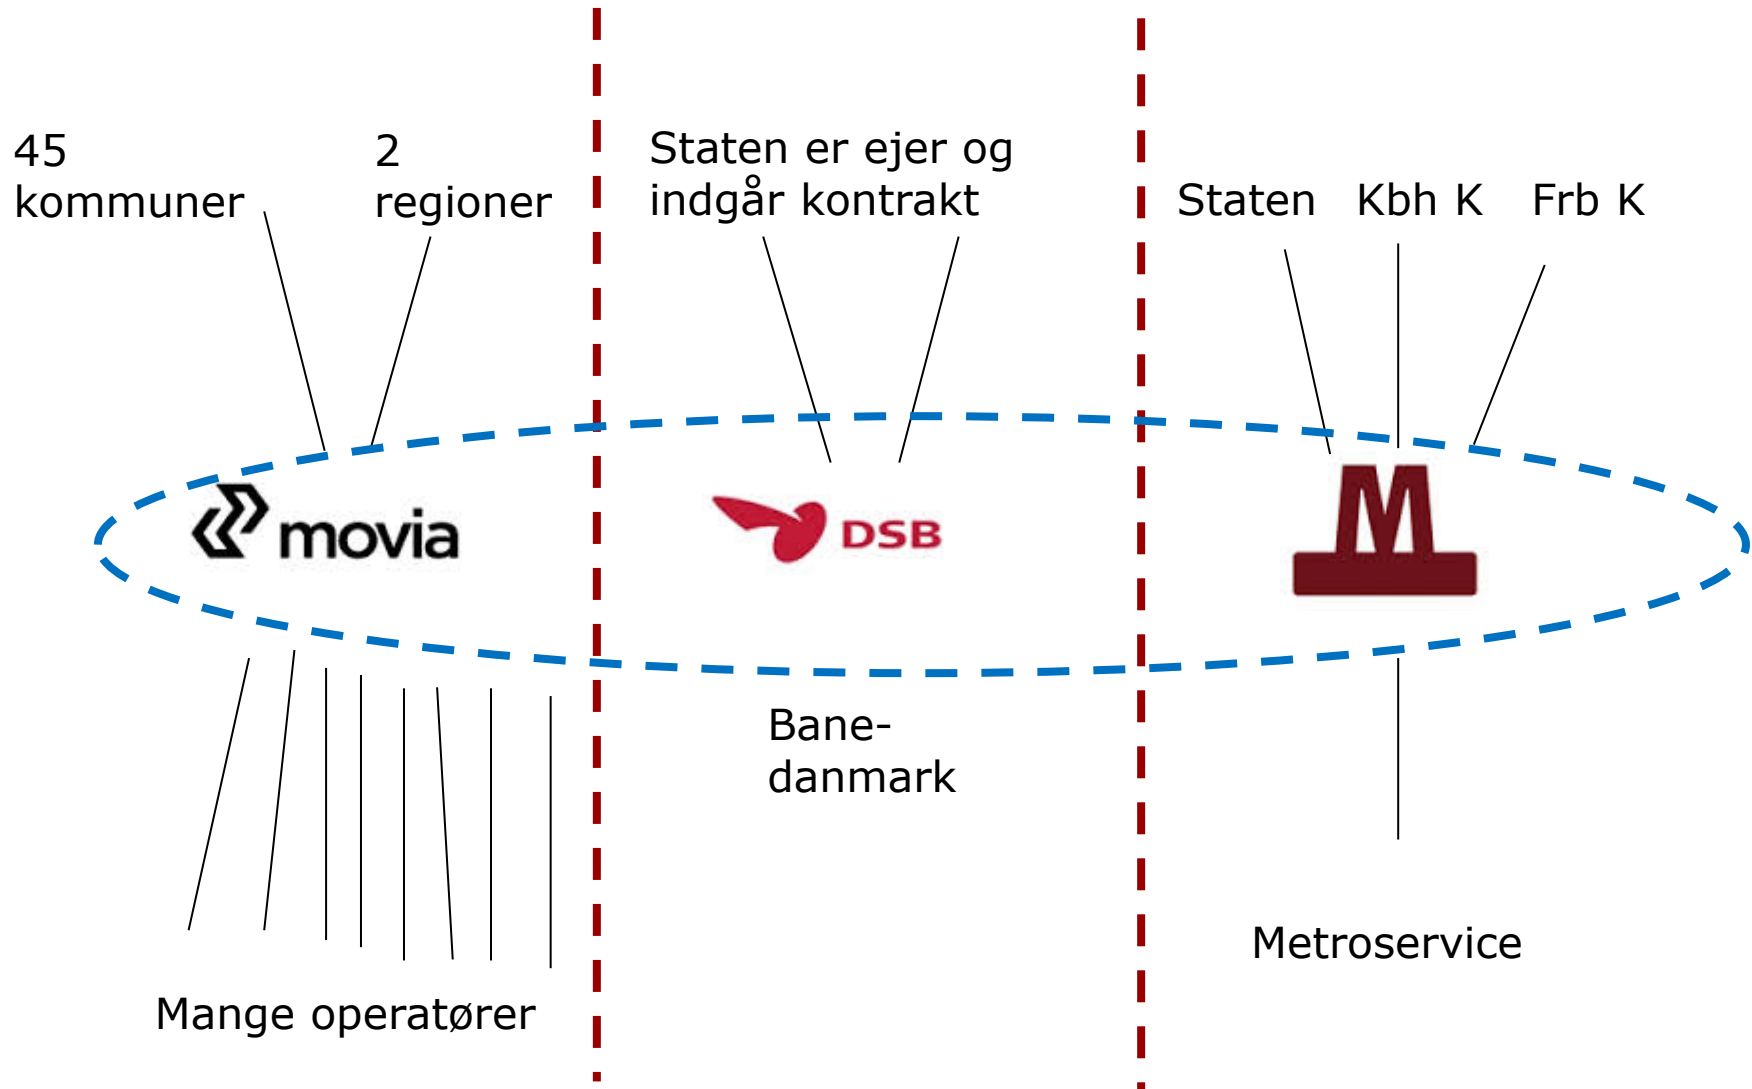 45
kommuner
2
regioner
Staten er ejer og
indgår kontrakt
Staten
Kbh K
Frb K
movia
DSB
M
Bane-
danmark
Metroservice
Mange operatører